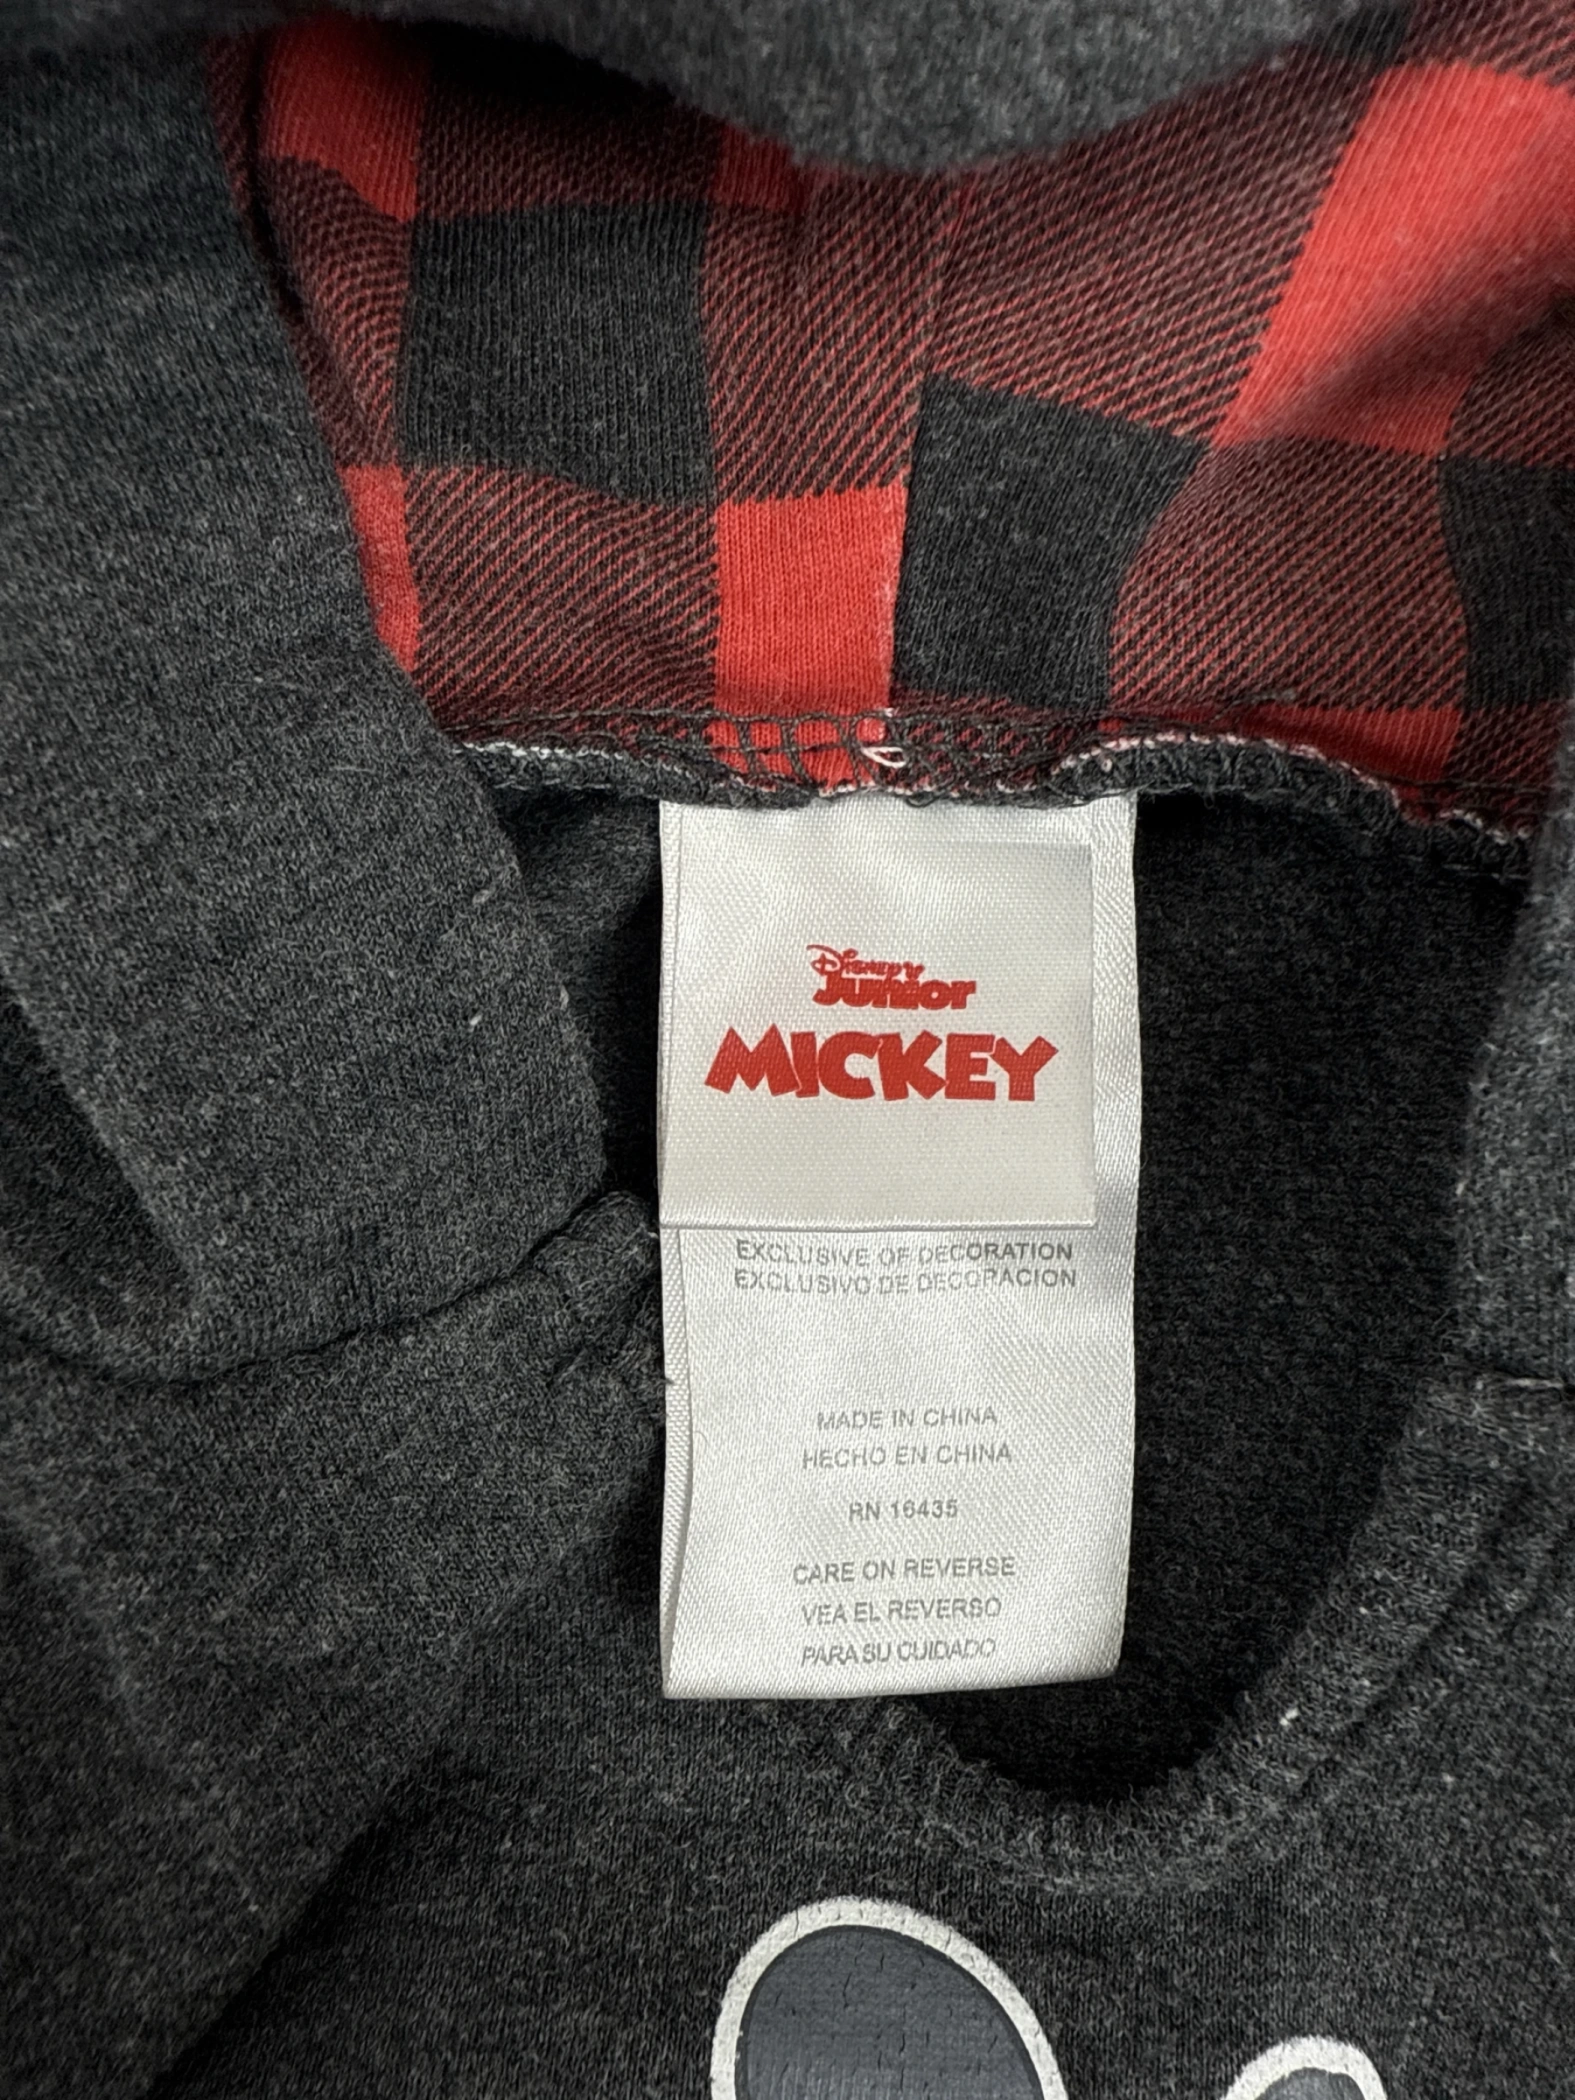 Disney
Junior
MICKEY
EXCLUSIVE OF DECORATION
EXCLUSIVO DE DECORACION
MADE IN CHINA
HECHO EN CHINA
RN 16435
CARE ON REVERSE
VEA EL REVERSO
PARA SU CUIDADO